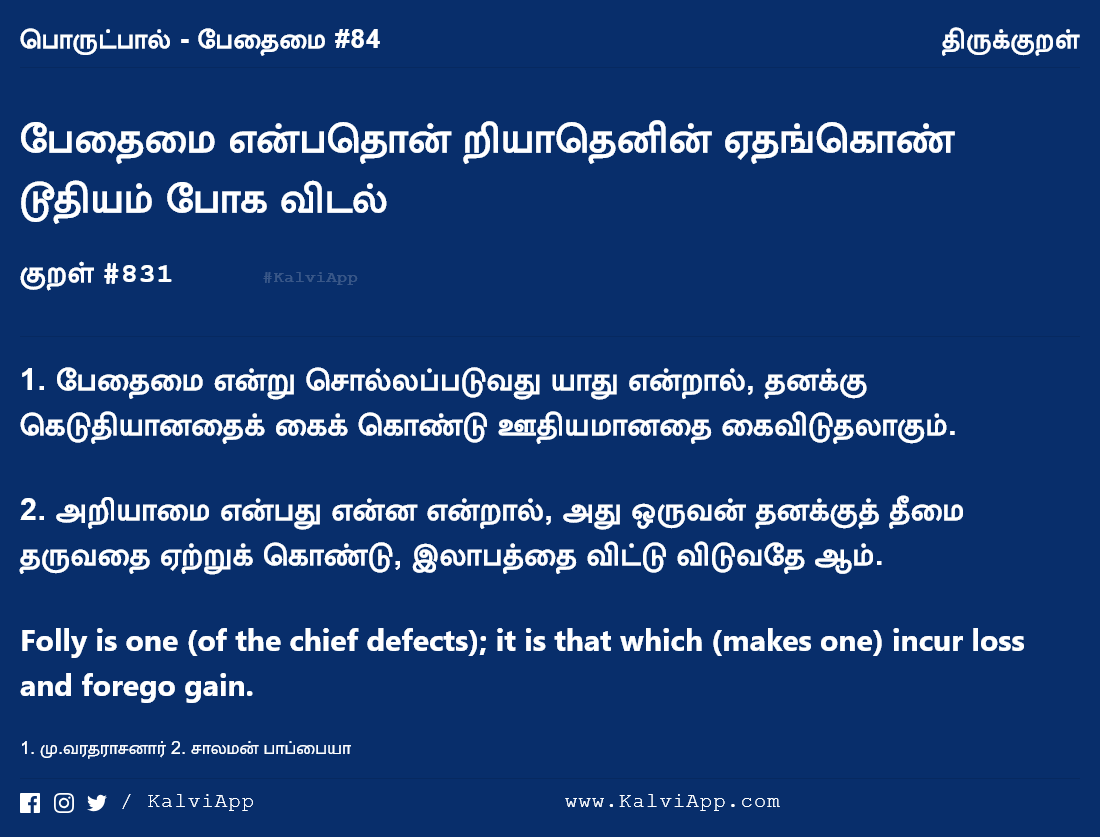 பொருட்பால் - பேதைமை #84 திருக்குறள்
பேதைமை என்பதொன் றியாதெனின் ஏதங்கொண்
டூதியம் போக விடல்
குறள் #831 #KalviApp
1. பேதைமை என்று சொல்லப்படுவது யாது என்றால், தனக்கு
கெடுதியானதைக் கைக் கொண்டு ஊதியமானதை கைவிடுதலாகும்.
2. அறியாமை என்பது என்ன என்றால், அது ஒருவன் தனக்குத் தீமை
தருவதை ஏற்றுக் கொண்டு, இலாபத்தை விட்டு விடுவதே ஆம்.
Folly is one (of the chief defects); it is that which (makes one) incur loss
and forego gain.
1. மு.வரதராசனார் 2. சாலமன் பாப்பையா
/ KalviApp www.KalviApp.com